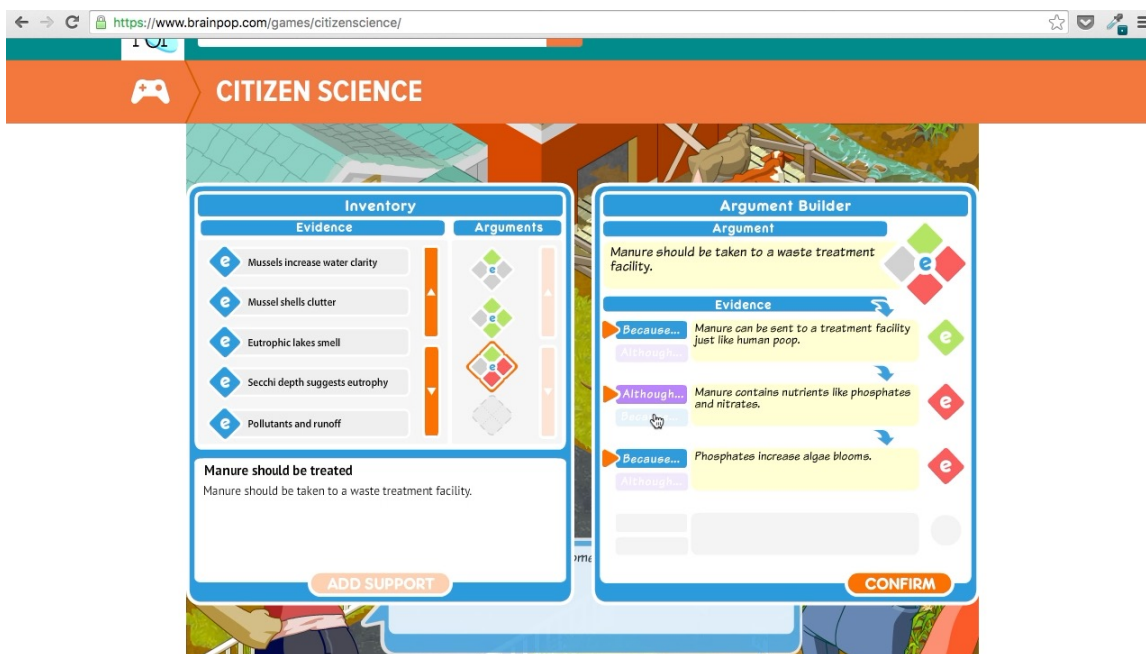 https://www.brainpop.com/games/citizenscience/
CITIZEN SCIENCE
Inventory
Evidence
Arguments
e Mussels increase water clarity
e Mussel shells clutter
e Eutrophic lakes smell
e Secchi depth suggests eutrophy
e Pollutants and runoff
e
e
e
Manure should be treated
Manure should be taken to a waste treatment facility.
ADD SUPPORT
Argument Builder
Argument
Manure should be taken to a waste treatment
facility.
e
Evidence
Because...
Although...
Manure can be sent to a treatment facility
just like human poop.
e
Although...
Manure contains nutrients like phosphates
and nitrates.
e
Because...
Although...
Phosphates increase algae blooms.
e
CONFIRM